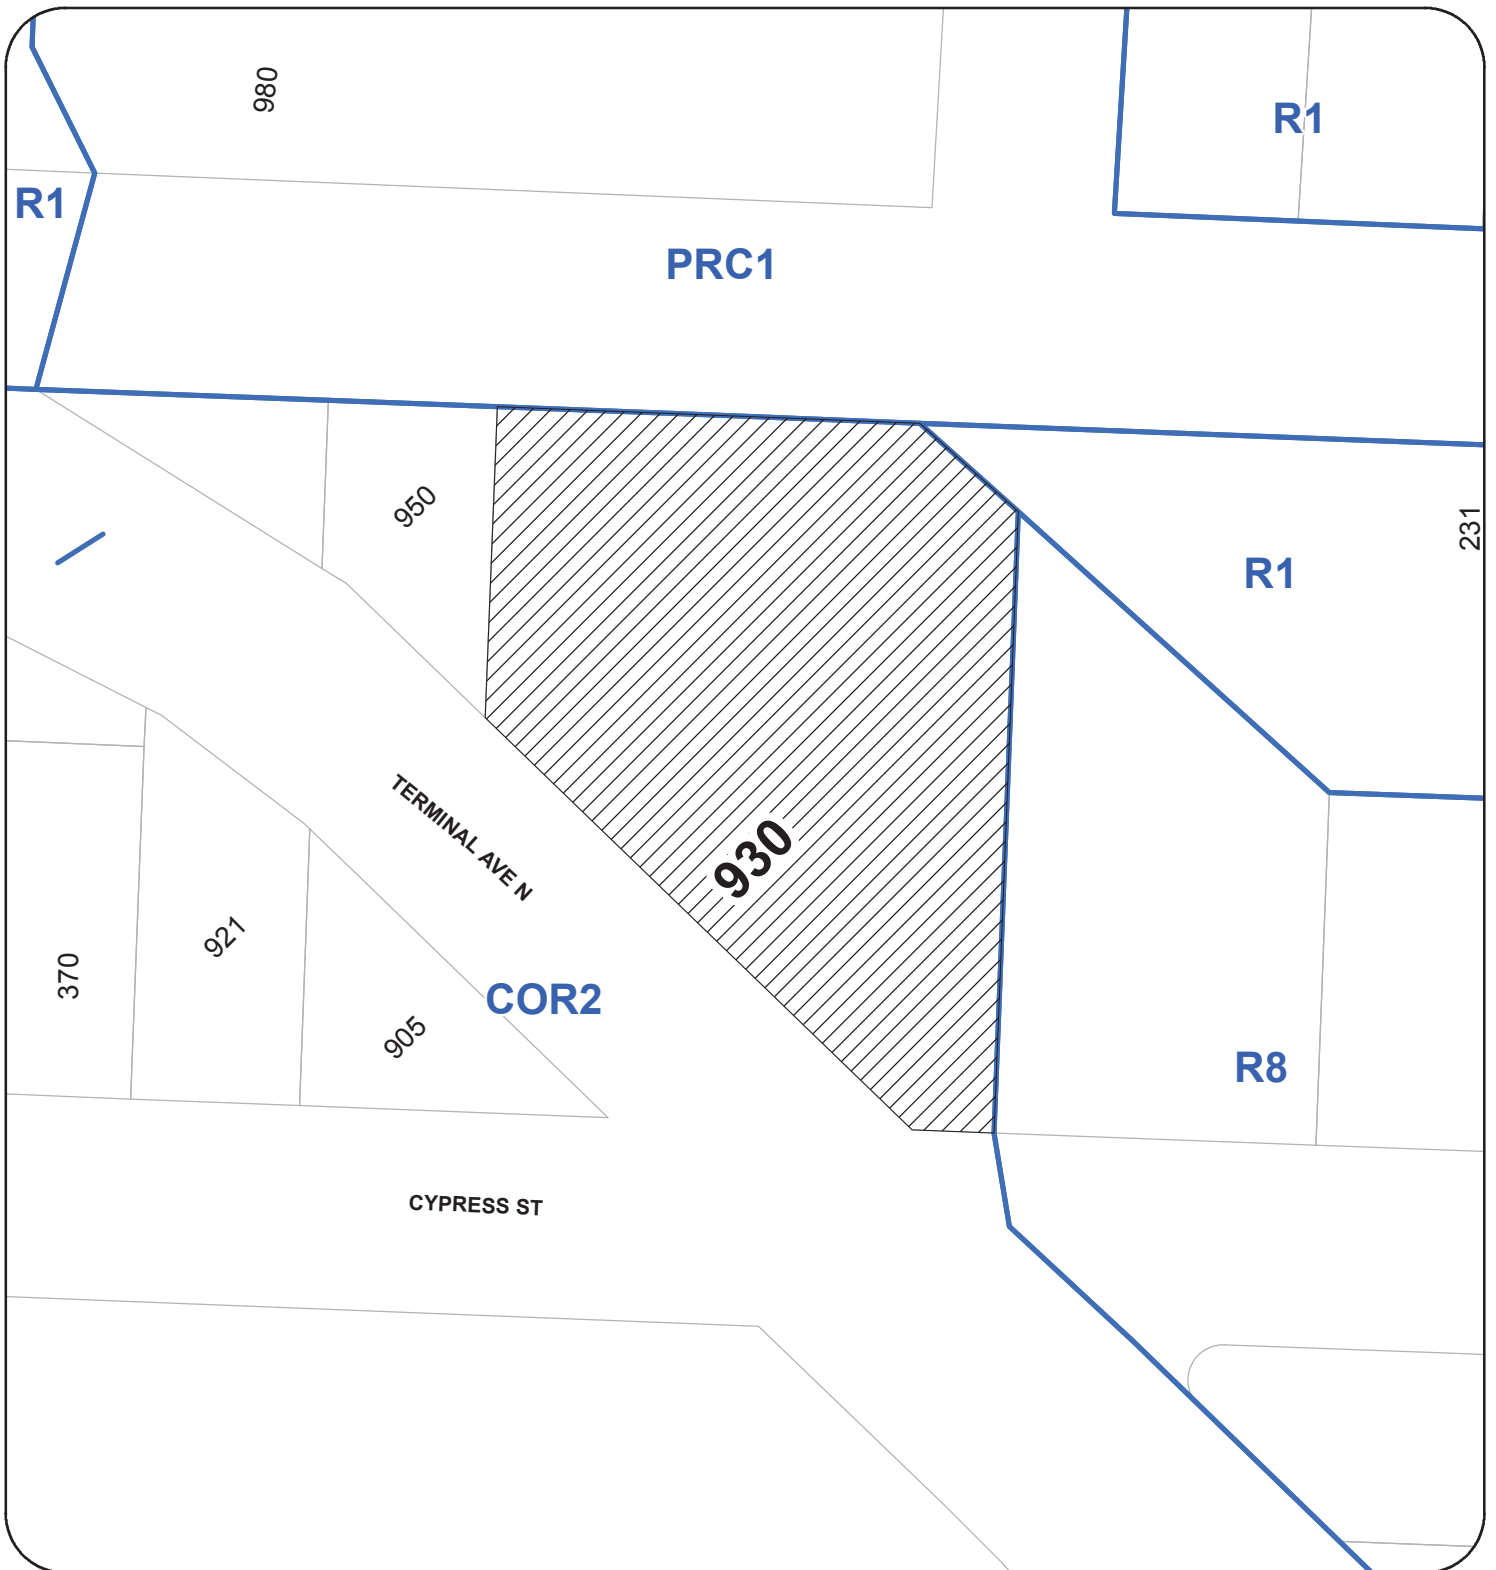 980
R1
R1
PRC1
950
231
R1
TERMINAL AVE N
930
921
370
COR2
905
R8
CYPRESS ST